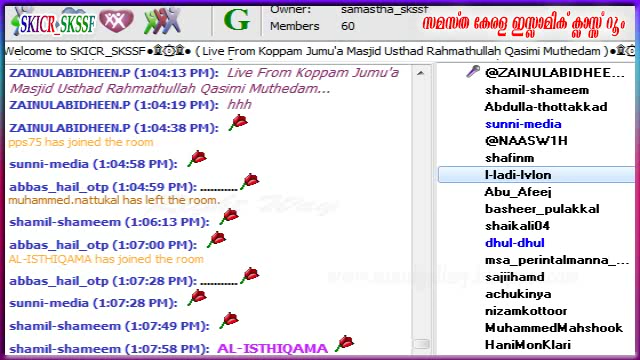 SKICR_SKSSF
G
Owner: samastha_skssf
Members 60
സമസ്ത കേരള ഇസ്ലാമിക് ക്ലാസ്സ് റൂം
Welcome to SKICR_SKSSF ( Live From Koppam Jumu'a Masjid Usthad Rahmathullah Qasimi Muthedam )
ZAINULABIDHEEN.P (1:04:13 PM): Live From Koppam Jumu'a
Masjid Usthad Rahmathullah Qasimi Muthedam...
ZAINULABIDHEEN.P (1:04:19 PM): hhh
ZAINULABIDHEEN.P (1:04:38 PM):
pps75 has joined the room
sunni-media (1:04:58 PM):
abbas_hail_otp (1:04:59 PM): ...........
muhammed.nattukal has left the room.
shamil-shameem (1:06:13 PM):
abbas_hail_otp (1:07:00 PM):
AL-ISTHIQAMA has joined the room
abbas_hail_otp (1:07:28 PM): ...........
sunni-media (1:07:28 PM):
shamil-shameem (1:07:49 PM):
shamil-shameem (1:07:58 PM): AL-ISTHIQAMA
@ZAINULABIDHEE...
shamil-shameem
Abdulla-thottakkad
sunni-media
@NAASW1H
shafinm
I-ladi-lvlon
Abu_Afeej
basheer_pulakkal
shaikali04
dhul-dhul
msa_perintalmanna_...
sajiihamd
achukinya
nizamkottoor
MuhammedMahshook
HaniMonKlari